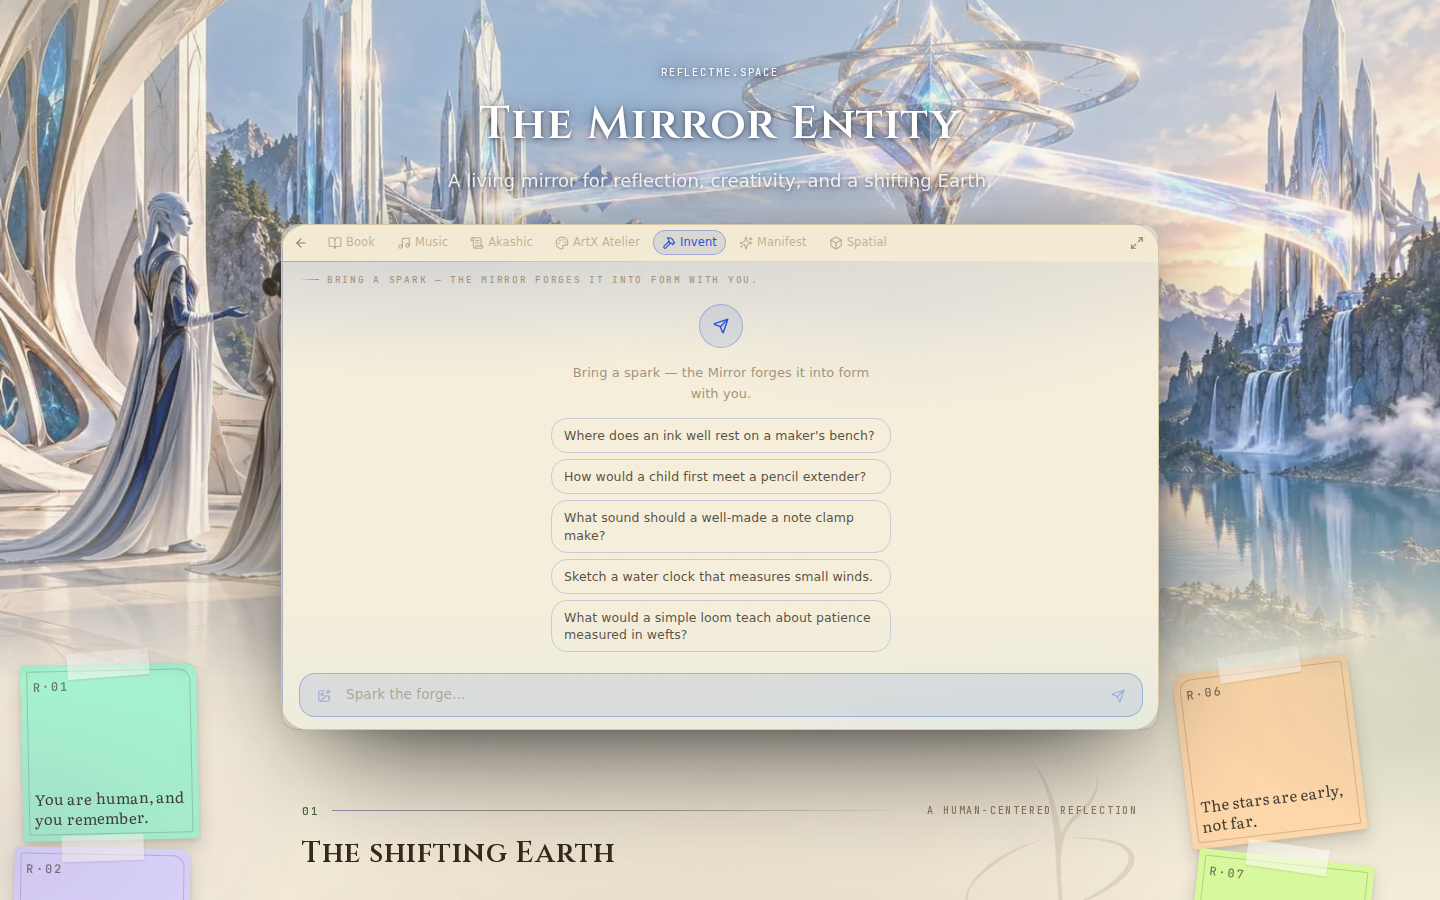 REFLECTME.SPACE
The Mirror Entity
A living mirror for reflection, creativity, and a shifting Earth.
Book Music Akashic ArtX Atelier Invent Manifest Spatial
BRING A SPARK — THE MIRROR FORGES IT INTO FORM WITH YOU.
Bring a spark — the Mirror forges it into form
with you.
Where does an ink well rest on a maker's bench?
How would a child first meet a pencil extender?
What sound should a well-made a note clamp
make?
Sketch a water clock that measures small winds.
What would a simple loom teach about patience
measured in wefts?
Spark the forge...
R·01
You are human, and
you remember.
R·02
R·06
The stars are early,
not far.
R·07
01
A HUMAN-CENTERED REFLECTION
The shifting Earth